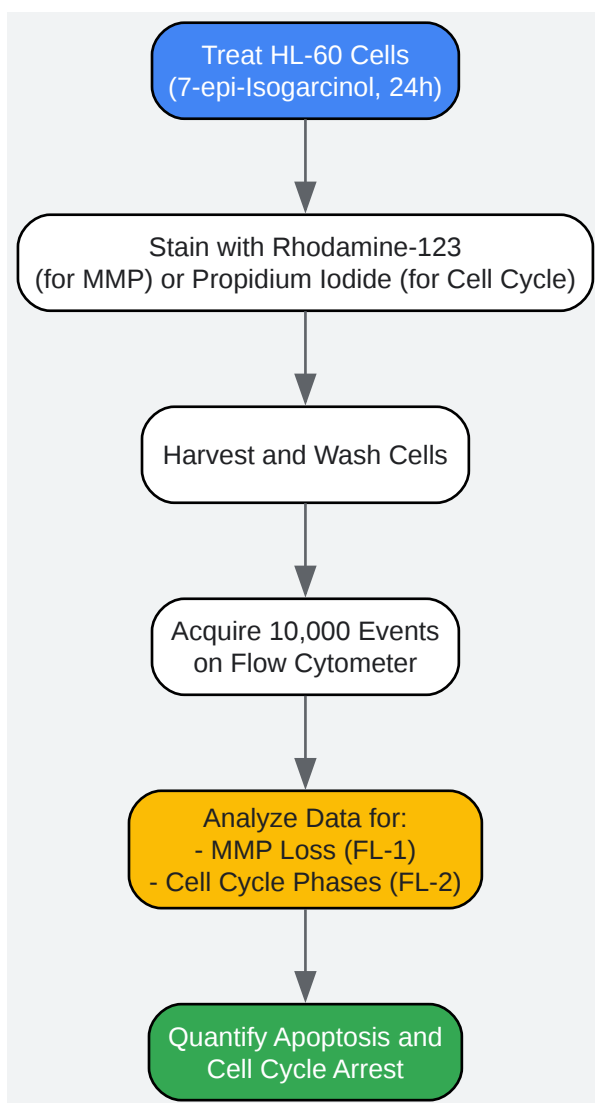 Treat HL-60 Cells
(7-epi-Isogarcinol, 24h)
Stain with Rhodamine-123
(for MMP) or Propidium Iodide (for Cell Cycle)
Harvest and Wash Cells
Acquire 10,000 Events
on Flow Cytometer
Analyze Data for:
- MMP Loss (FL-1)
- Cell Cycle Phases (FL-2)
Quantify Apoptosis and
Cell Cycle Arrest